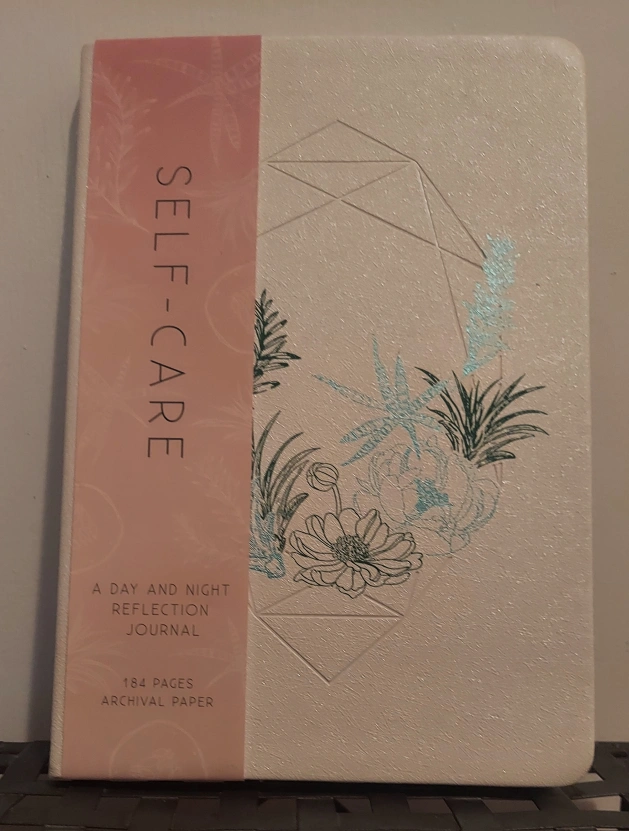 SELF-CARE
A DAY AND NIGHT
REFLECTION
JOURNAL
184 PAGES
ARCHIVAL PAPER